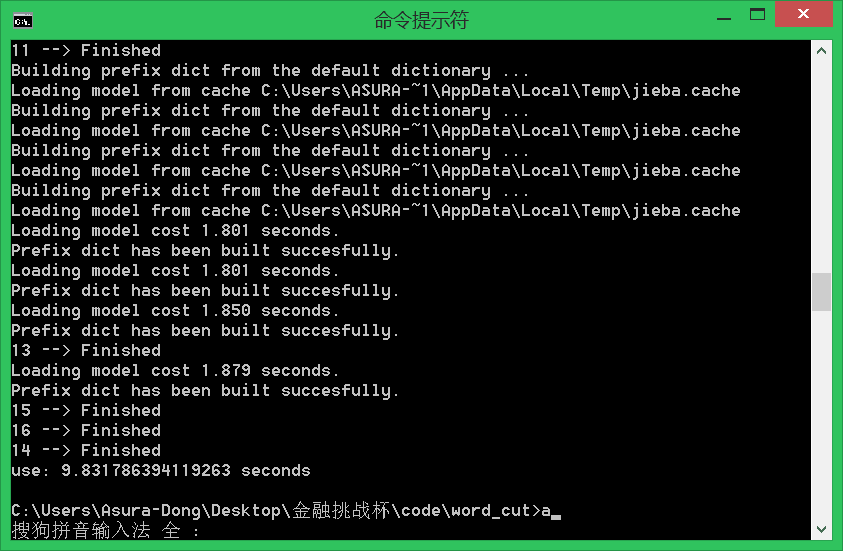 命令提示符
11 --> Finished
Building prefix dict from the default dictionary ...
Loading model from cache C:\Users\ASURA-~1\AppData\Local\Temp\jieba.cache
Building prefix dict from the default dictionary ...
Loading model from cache C:\Users\ASURA-~1\AppData\Local\Temp\jieba.cache
Building prefix dict from the default dictionary ...
Loading model from cache C:\Users\ASURA-~1\AppData\Local\Temp\jieba.cache
Building prefix dict from the default dictionary ...
Loading model from cache C:\Users\ASURA-~1\AppData\Local\Temp\jieba.cache
Loading model cost 1.801 seconds.
Prefix dict has been built succesfully.
Loading model cost 1.801 seconds.
Prefix dict has been built succesfully.
Loading model cost 1.850 seconds.
Prefix dict has been built succesfully.
13 --> Finished
Loading model cost 1.879 seconds.
Prefix dict has been built succesfully.
15 --> Finished
16 --> Finished
14 --> Finished
use: 9.831786394119263 seconds
C:\Users\Asura-Dong\Desktop\金融挑战杯\code\word_cut>a
搜狗拼音输入法 全 :